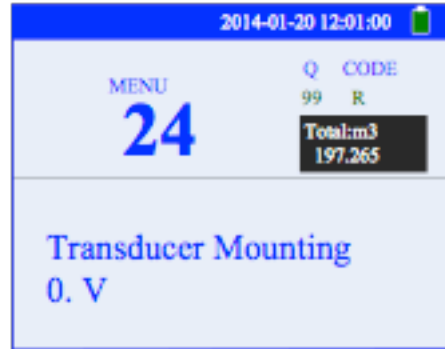 2014-01-20 12:01:00
MENU
24
Q CODE
99 R
Total:m3
197.265
Transducer Mounting
0. V